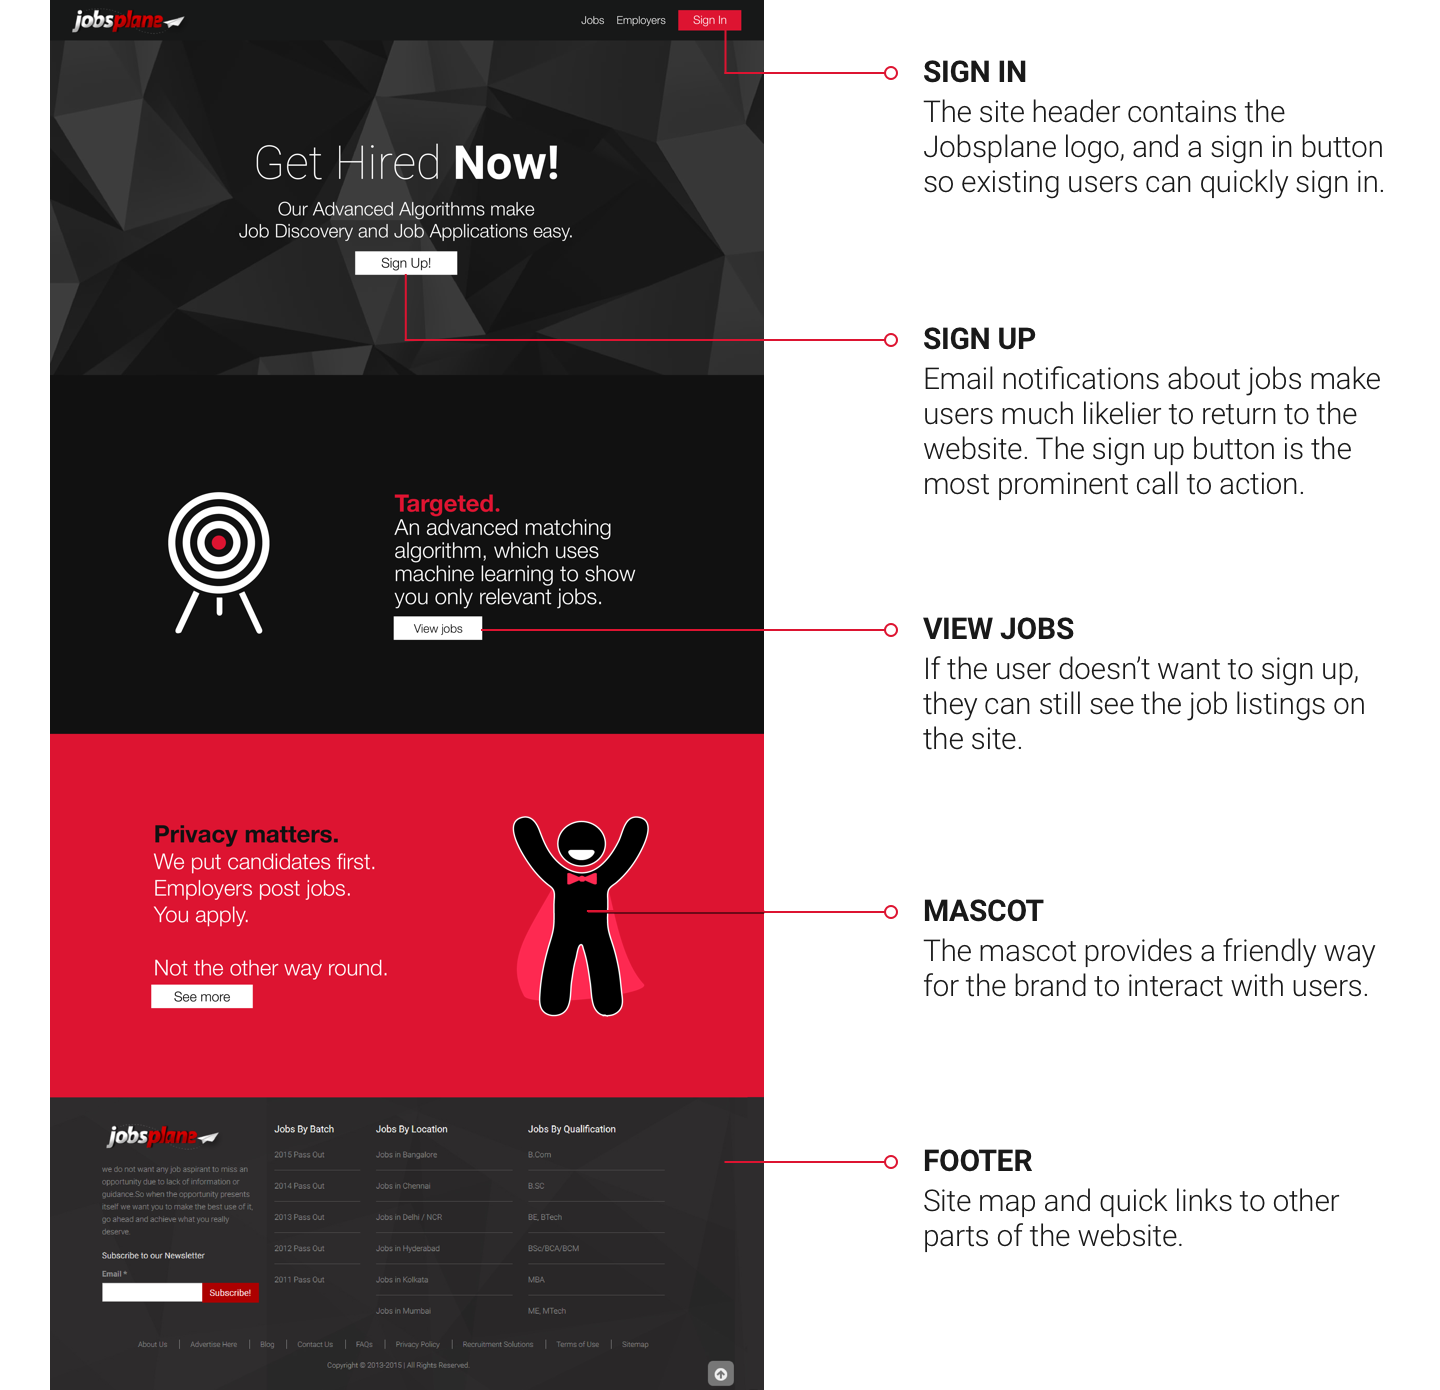 jobsplane
Jobs Employers Sign In
Get Hired Now!
Our Advanced Algorithms make
Job Discovery and Job Applications easy.
Sign Up!
Targeted.
An advanced matching
algorithm, which uses
machine learning to show
you only relevant jobs.
View jobs
Privacy matters.
We put candidates first.
Employers post jobs.
You apply.
Not the other way round.
See more
jobsplane
we do not want any job aspirant to miss an
opportunity due to lack of information or
guidance.So when the opportunity presents
itself we want you to make the best use of it,
go ahead and achieve what you really
deserve.
Subscribe to our Newsletter
Email *
Subscribe!
Jobs By Batch
2015 Pass Out
2014 Pass Out
2013 Pass Out
2012 Pass Out
2011 Pass Out
Jobs By Location
Jobs in Bangalore
Jobs in Chennai
Jobs in Delhi / NCR
Jobs in Hyderabad
Jobs in Kolkata
Jobs in Mumbai
Jobs By Qualification
B.Com
B.SC
BE, BTech
BSc/BCA/BCM
MBA
ME, MTech
About Us | Advertise Here | Blog | Contact Us | FAQs | Privacy Policy | Recruitment Solutions | Terms of Use | Sitemap
Copyright © 2013-2015 | All Rights Reserved.
SIGN IN
The site header contains the
Jobsplane logo, and a sign in button
so existing users can quickly sign in.
SIGN UP
Email notifications about jobs make
users much likelier to return to the
website. The sign up button is the
most prominent call to action.
VIEW JOBS
If the user doesn’t want to sign up,
they can still see the job listings on
the site.
MASCOT
The mascot provides a friendly way
for the brand to interact with users.
FOOTER
Site map and quick links to other
parts of the website.